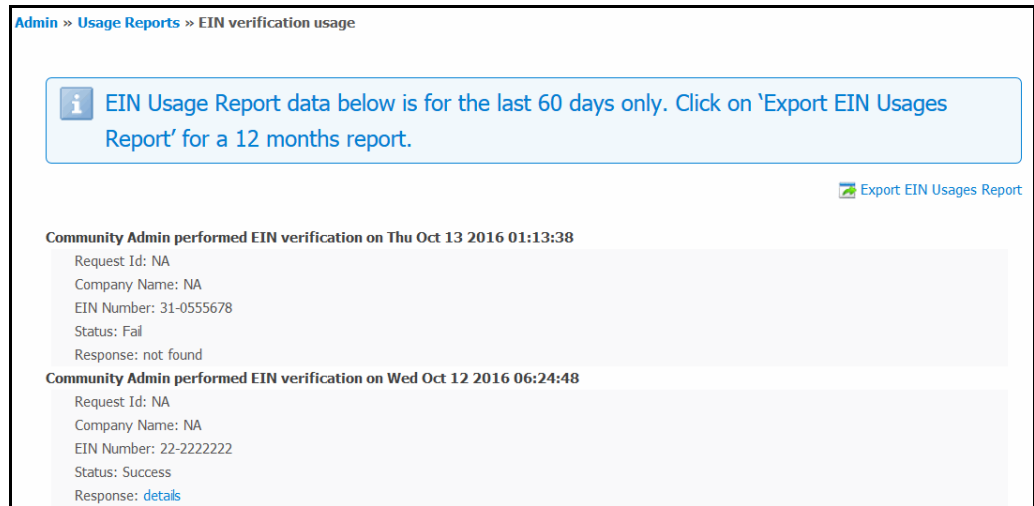 Admin » Usage Reports » EIN verification usage
EIN Usage Report data below is for the last 60 days only. Click on ‘Export EIN Usages
Report’ for a 12 months report.
Export EIN Usages Report
Community Admin performed EIN verification on Thu Oct 13 2016 01:13:38
Request Id: NA
Company Name: NA
EIN Number: 31-0555678
Status: Fail
Response: not found
Community Admin performed EIN verification on Wed Oct 12 2016 06:24:48
Request Id: NA
Company Name: NA
EIN Number: 22-2222222
Status: Success
Response: details